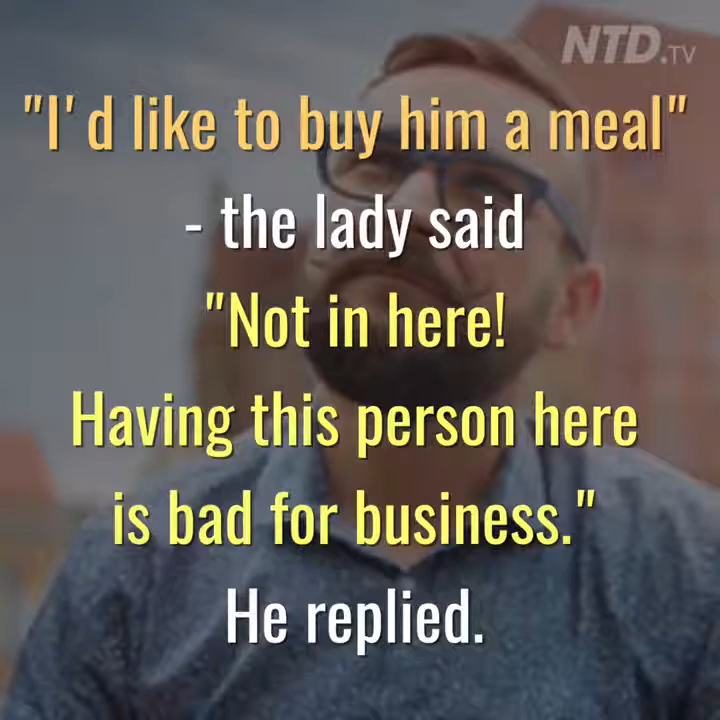 NTD.TV
"I'd like to buy him a meal"
- the lady said
"Not in here!
Having this person here
is bad for business."
He replied.